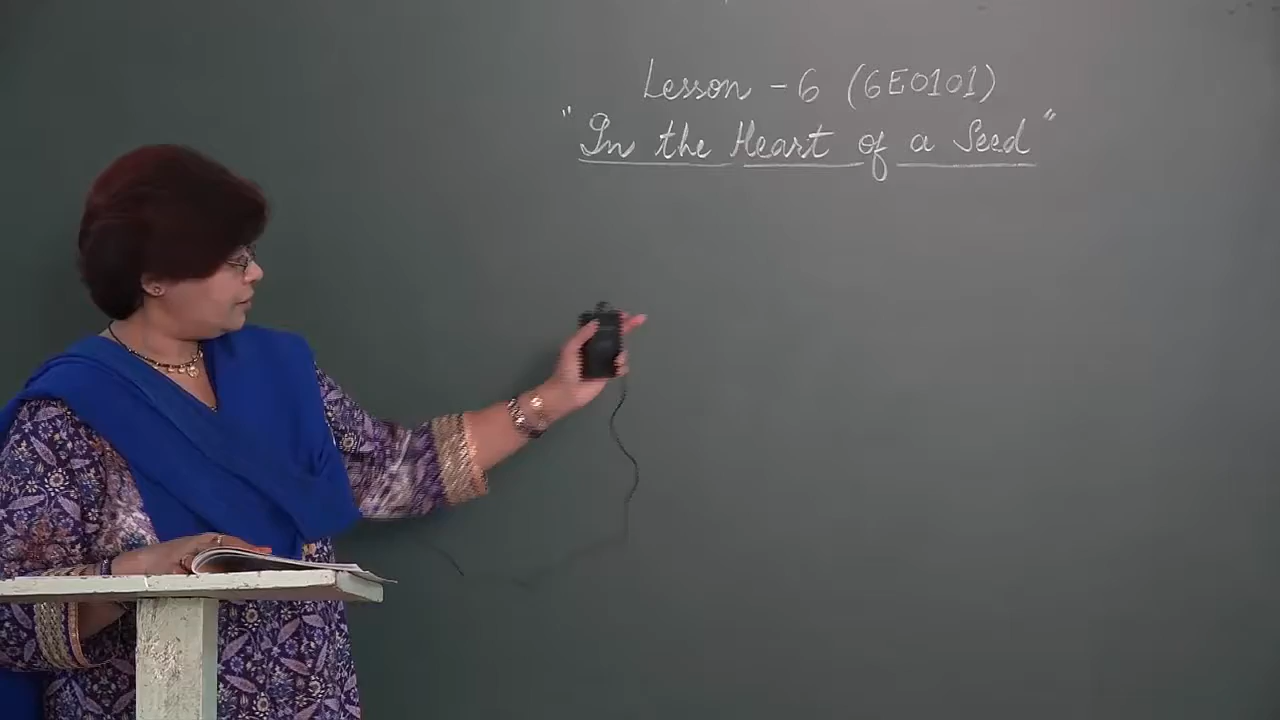 Lesson - 6 (6E0101)
"In the Heart of a Seed"